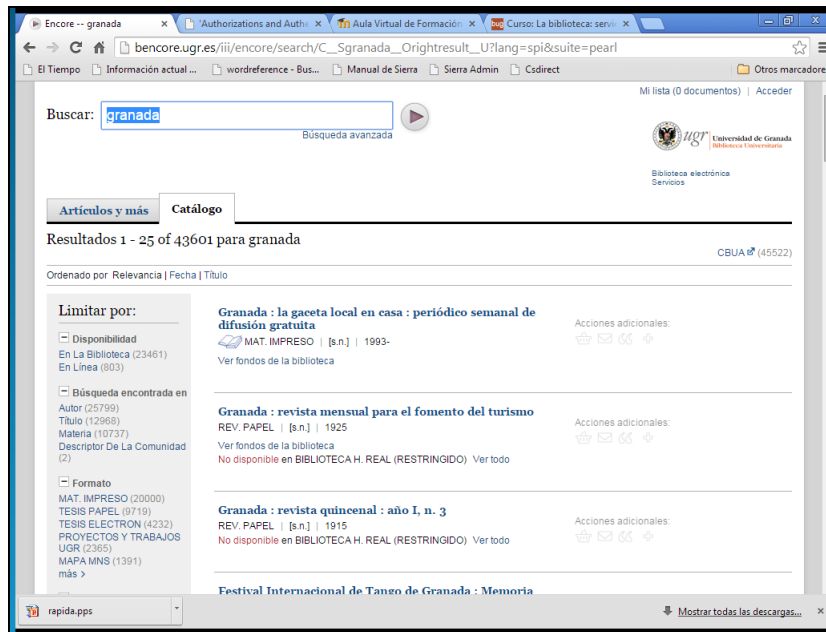 Encore -- granada
'Authorizations and Authe
Aula Virtual de Formación
Curso: La biblioteca: servic
bencore.ugr.es/iii/encore/search/C__Sgranada__Orightresult__U?lang=spi&suite=pearl
El Tiempo
Información actual ...
wordreference - Bus...
Manual de Sierra
Sierra Admin
Csdirect
Otros marcadore
Mi lista (0 documentos) | Acceder
Buscar: granada
Búsqueda avanzada
ugr Universidad de Granada
Biblioteca Universitaria
Biblioteca electrónica
Servicios
Artículos y más
Catálogo
Resultados 1 - 25 of 43601 para granada
CBUA (45522)
Ordenado por Relevancia | Fecha | Título
Limitar por:
Disponibilidad
En La Biblioteca (23461)
En Línea (803)
Búsqueda encontrada en
Autor (25799)
Título (12968)
Materia (10737)
Descriptor De La Comunidad
(2)
Formato
MAT. IMPRESO (20000)
TESIS PAPEL (9719)
TESIS ELECTRON (4232)
PROYECTOS Y TRABAJOS
UGR (2365)
MAPA MNS (1391)
más >
Granada : la gaceta local en casa : periódico semanal de
difusión gratuita
MAT. IMPRESO | [s.n.] | 1993-
Ver fondos de la biblioteca
Acciones adicionales:
Granada : revista mensual para el fomento del turismo
REV. PAPEL | [s.n.] | 1925
Ver fondos de la biblioteca
No disponible en BIBLIOTECA H. REAL (RESTRINGIDO) Ver todo
Acciones adicionales:
Granada : revista quincenal : año I, n. 3
REV. PAPEL | [s.n.] | 1915
No disponible en BIBLIOTECA H. REAL (RESTRINGIDO) Ver todo
Acciones adicionales:
Festival Internacional de Tango de Granada : Memoria
rapida.pps
Mostrar todas las descargas...